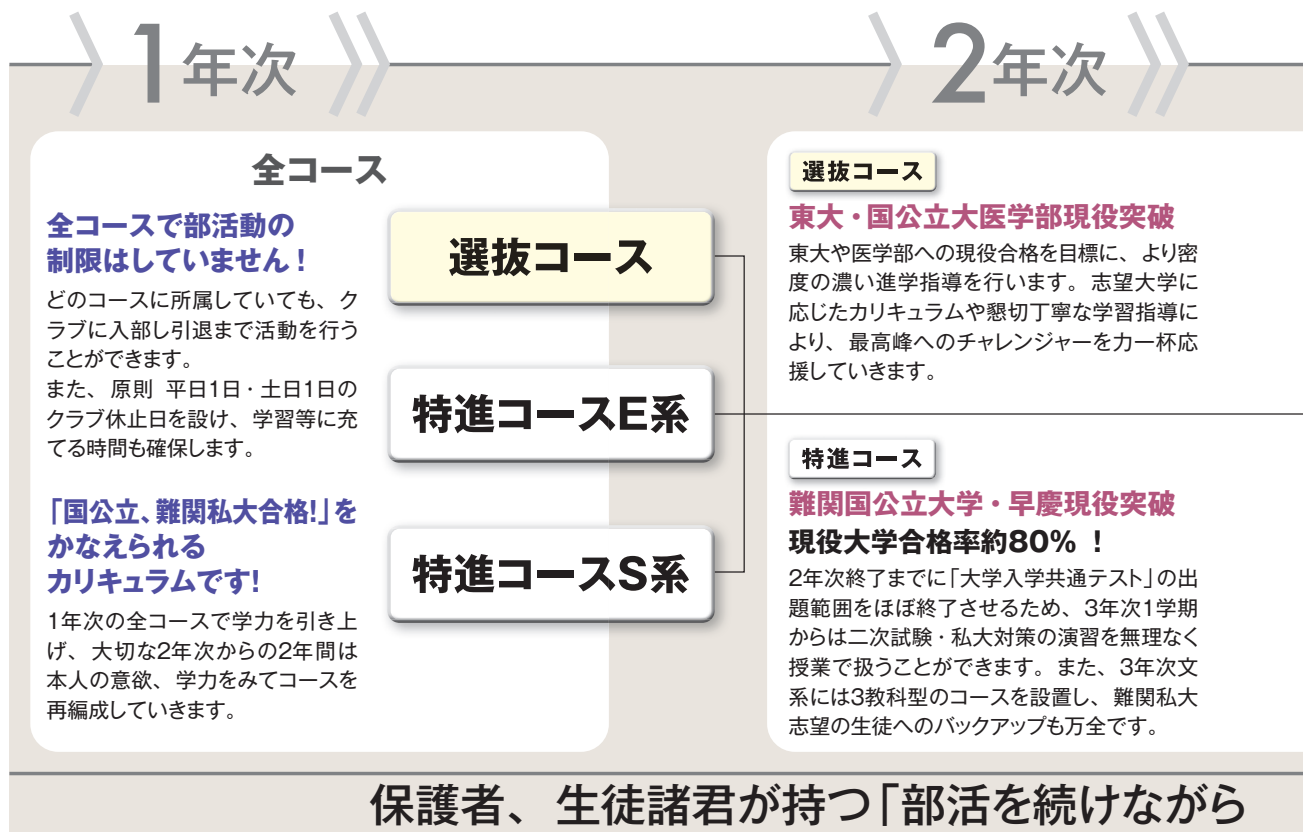 1年次
2年次
全コース
全コースで部活動の
制限はしていません!
どのコースに所属していても、ク
ラブに入部し引退まで活動を行う
ことができます。
また、原則 平日1日・土日1日の
クラブ休止日を設け、学習等に充
てる時間も確保します。
「国公立、難関私大合格!」を
かなえられる
カリキュラムです!
1年次の全コースで学力を引き上
げ、大切な2年次からの2年間は
本人の意欲、学力をみてコースを
再編成していきます。
選抜コース
特進コースE系
特進コースS系
選抜コース
東大・国公立大医学部現役突破
東大や医学部への現役合格を目標に、より密
度の濃い進学指導を行います。志望大学に
応じたカリキュラムや懇切丁寧な学習指導に
より、最高峰へのチャレンジャーを力一杯応
援していきます。
特進コース
難関国公立大学・早慶現役突破
現役大学合格率約80% !
2年次終了までに「大学入学共通テスト」の出
題範囲をほぼ終了させるため、3年次1学期
からは二次試験・私大対策の演習を無理なく
授業で扱うことができます。また、3年次文
系には3教科型のコースを設置し、難関私大
志望の生徒へのバックアップも万全です。
保護者、生徒諸君が持つ「部活を続けながら